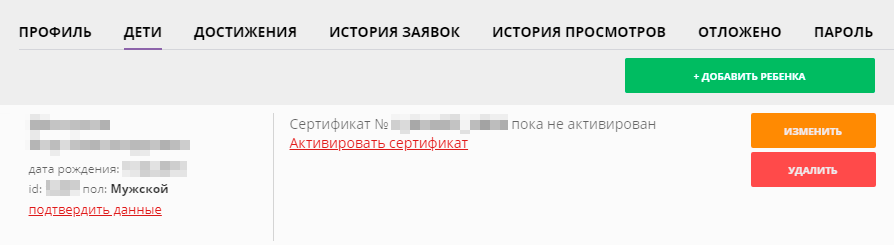 ПРОФИЛЬ ДЕТИ ДОСТИЖЕНИЯ ИСТОРИЯ ЗАЯВОК ИСТОРИЯ ПРОСМОТРОВ ОТЛОЖЕНО ПАРОЛЬ
+ ДОБАВИТЬ РЕБЕНКА
дата рождения:
id: пол: Мужской
подтвердить данные
Сертификат № пока не активирован
Активировать сертификат
ИЗМЕНИТЬ
УДАЛИТЬ